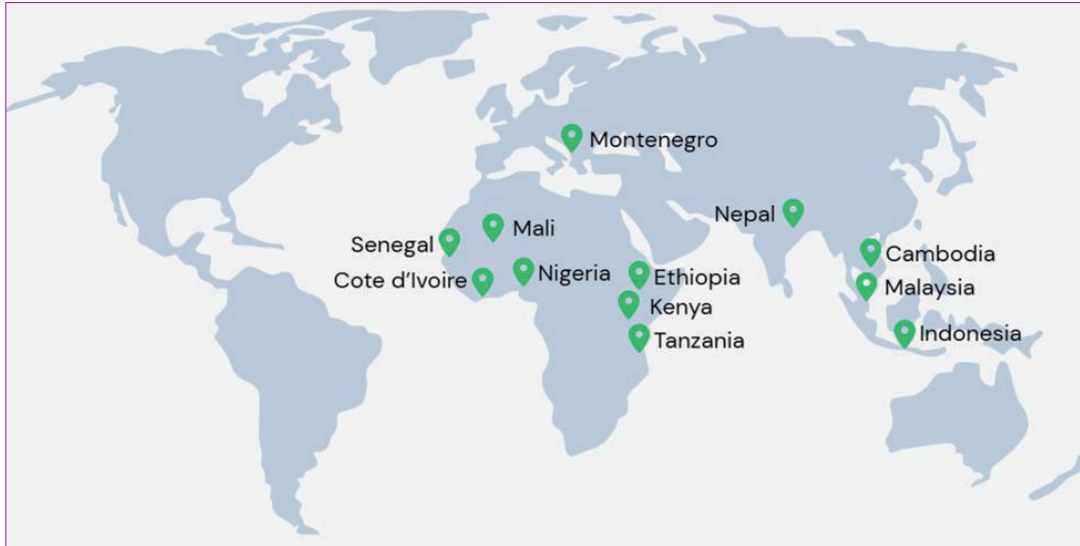 Montenegro
Nepal
Mali
Senegal
Cambodia
Nigeria
Ethiopia
Cote d’Ivoire
Malaysia
Kenya
Indonesia
Tanzania